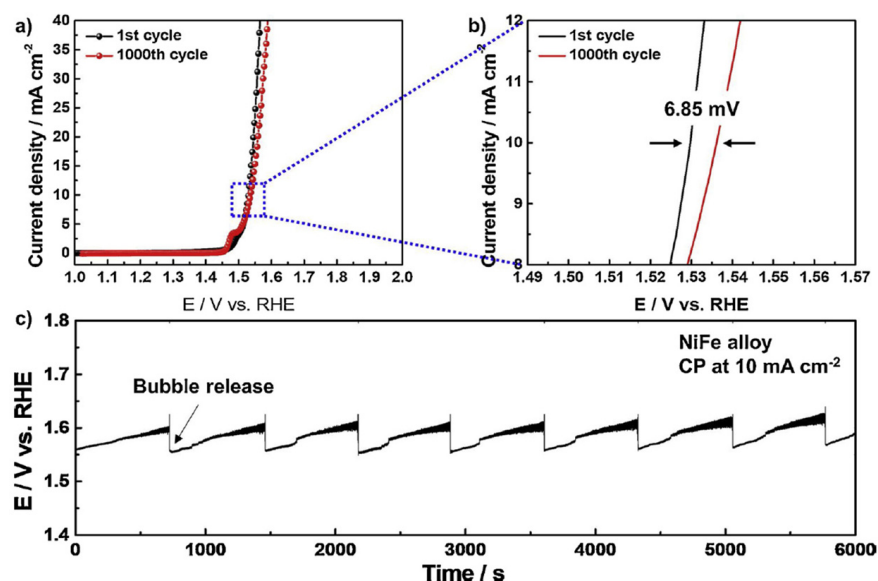 a)
1st cycle
1000th cycle
Current density / mA cm-2
40
35
30
25
20
15
10
5
0
1.0 1.1 1.2 1.3 1.4 1.5 1.6 1.7 1.8 1.9 2.0
E / V vs. RHE
b)
1st cycle
1000th cycle
6.85 mV
Current density / mA cm-2
12
11
10
9
8
1.49 1.50 1.51 1.52 1.53 1.54 1.55 1.56 1.57
E / V vs. RHE
c)
NiFe alloy
CP at 10 mA cm-2
Bubble release
E / V vs. RHE
1.8
1.7
1.6
1.5
1.4
0 1000 2000 3000 4000 5000 6000
Time / s